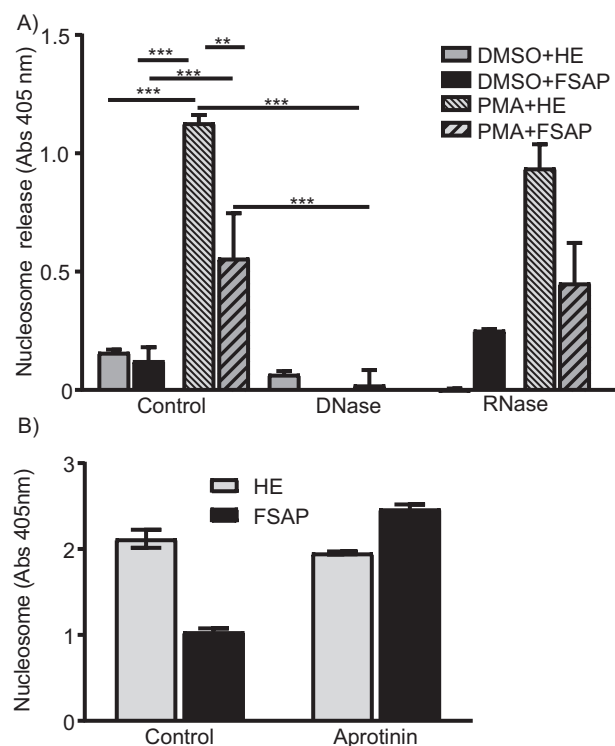 A)
Nucleosome release (Abs 405 nm)
1.5
1.0
0.5
0
***
**
***
***
***
***
DMSO+HE
DMSO+FSAP
PMA+HE
PMA+FSAP
Control DNase RNase
B)
Nucleosome (Abs 405nm)
3
2
1
0
HE
FSAP
Control Aprotinin